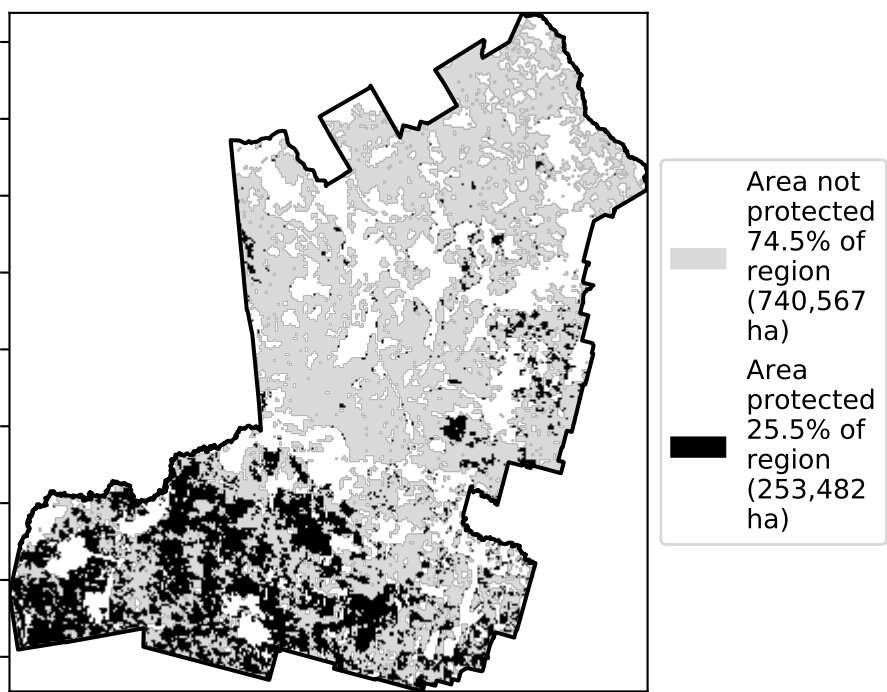 Area not
protected
74.5% of
region
(740,567
ha)
Area
protected
25.5% of
region
(253,482
ha)